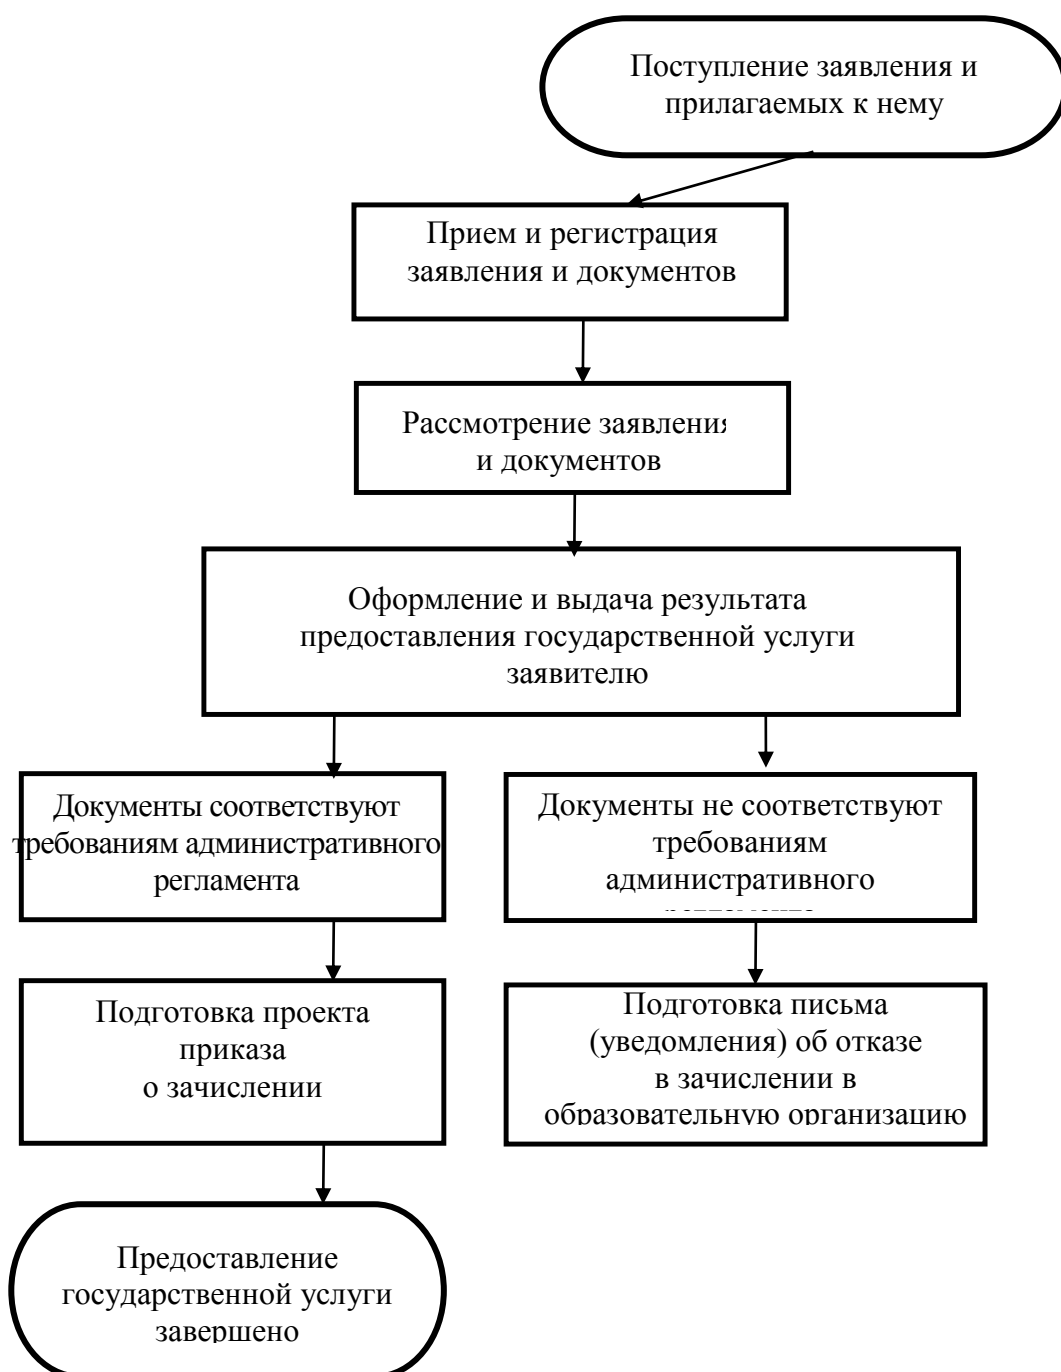 Поступление заявления и
прилагаемых к нему
Прием и регистрация
заявления и документов
Рассмотрение заявления
и документов
Оформление и выдача результата
предоставления государственной услуги
заявителю
Документы соответствуют
требованиям административного
регламента
Документы не соответствуют
требованиям
административного
регламента
Подготовка проекта
приказа
о зачислении
Подготовка письма
(уведомления) об отказе
в зачислении в
образовательную организацию
Предоставление
государственной услуги
завершено